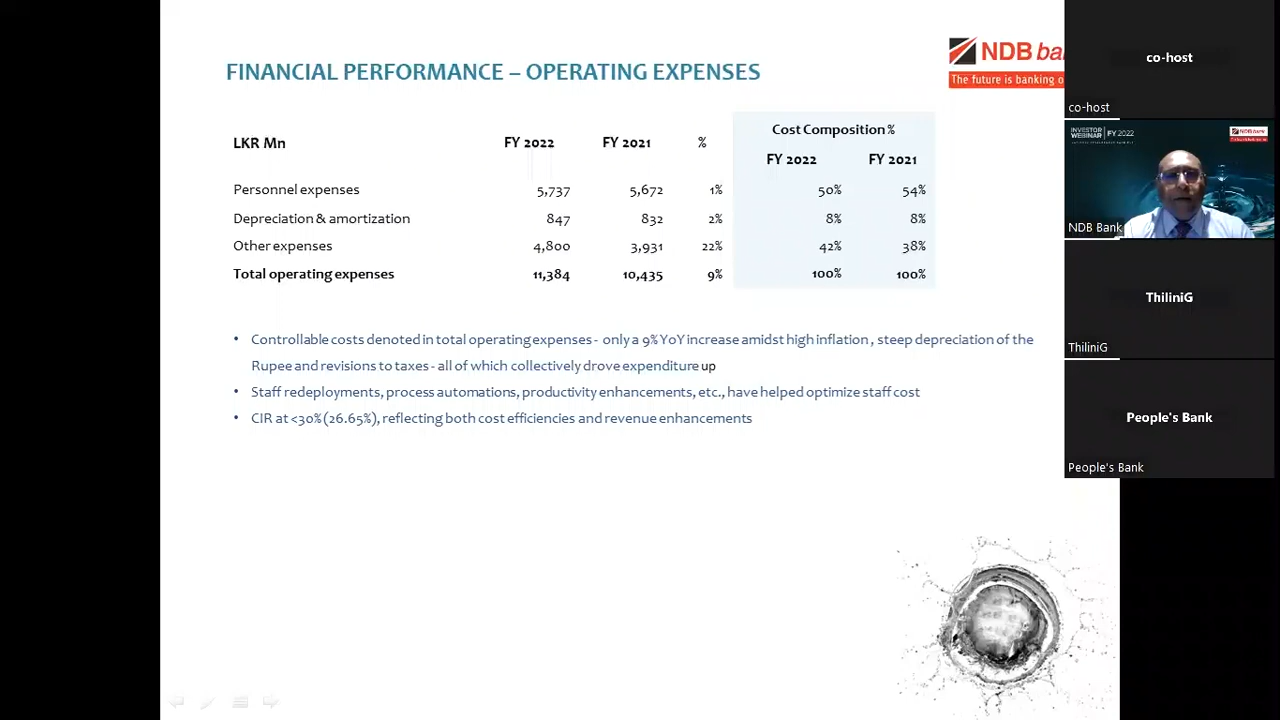 FINANCIAL PERFORMANCE – OPERATING EXPENSES
NDB
The future is banking
LKR Mn FY 2022 FY 2021 % Cost Composition %
FY 2022 FY 2021
Personnel expenses 5,737 5,672 1% 50% 54%
Depreciation & amortization 847 832 2% 8% 8%
Other expenses 4,800 3,931 22% 42% 38%
Total operating expenses 11,384 10,435 9% 100% 100%
• Controllable costs denoted in total operating expenses - only a 9% YoY increase amidst high inflation , steep depreciation of the
Rupee and revisions to taxes - all of which collectively drove expenditure up
• Staff redeployments, process automations, productivity enhancements, etc., have helped optimize staff cost
• CIR at <30% (26.65%), reflecting both cost efficiencies and revenue enhancements
co-host
co-host
INVESTOR
WEBINAR FY 2022
NDB bank
NDB Bank
ThiliniG
ThiliniG
People's Bank
People's Bank